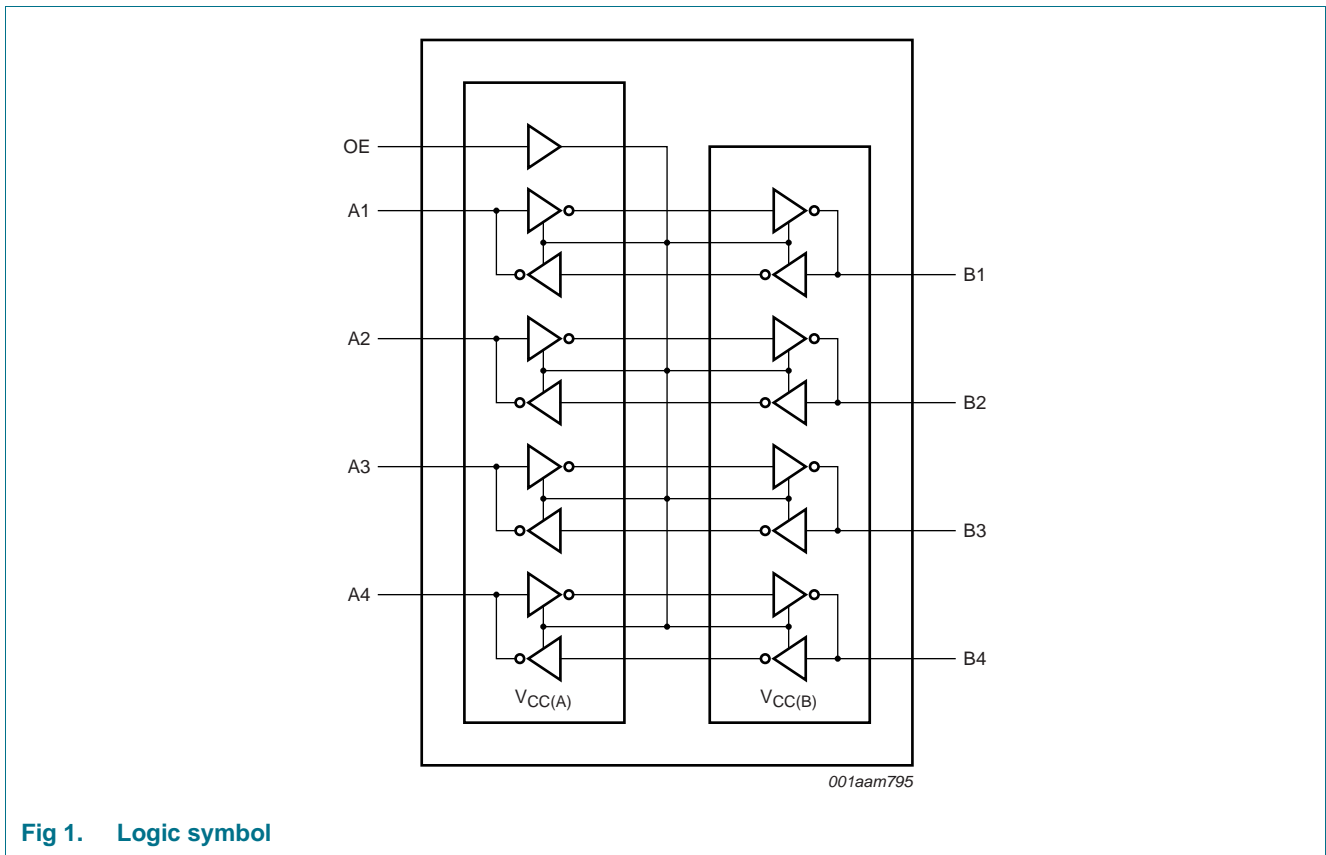 OE
A1
B1
A2
B2
A3
B3
A4
B4
VCC(A) VCC(B)
001aam795
Fig 1. Logic symbol